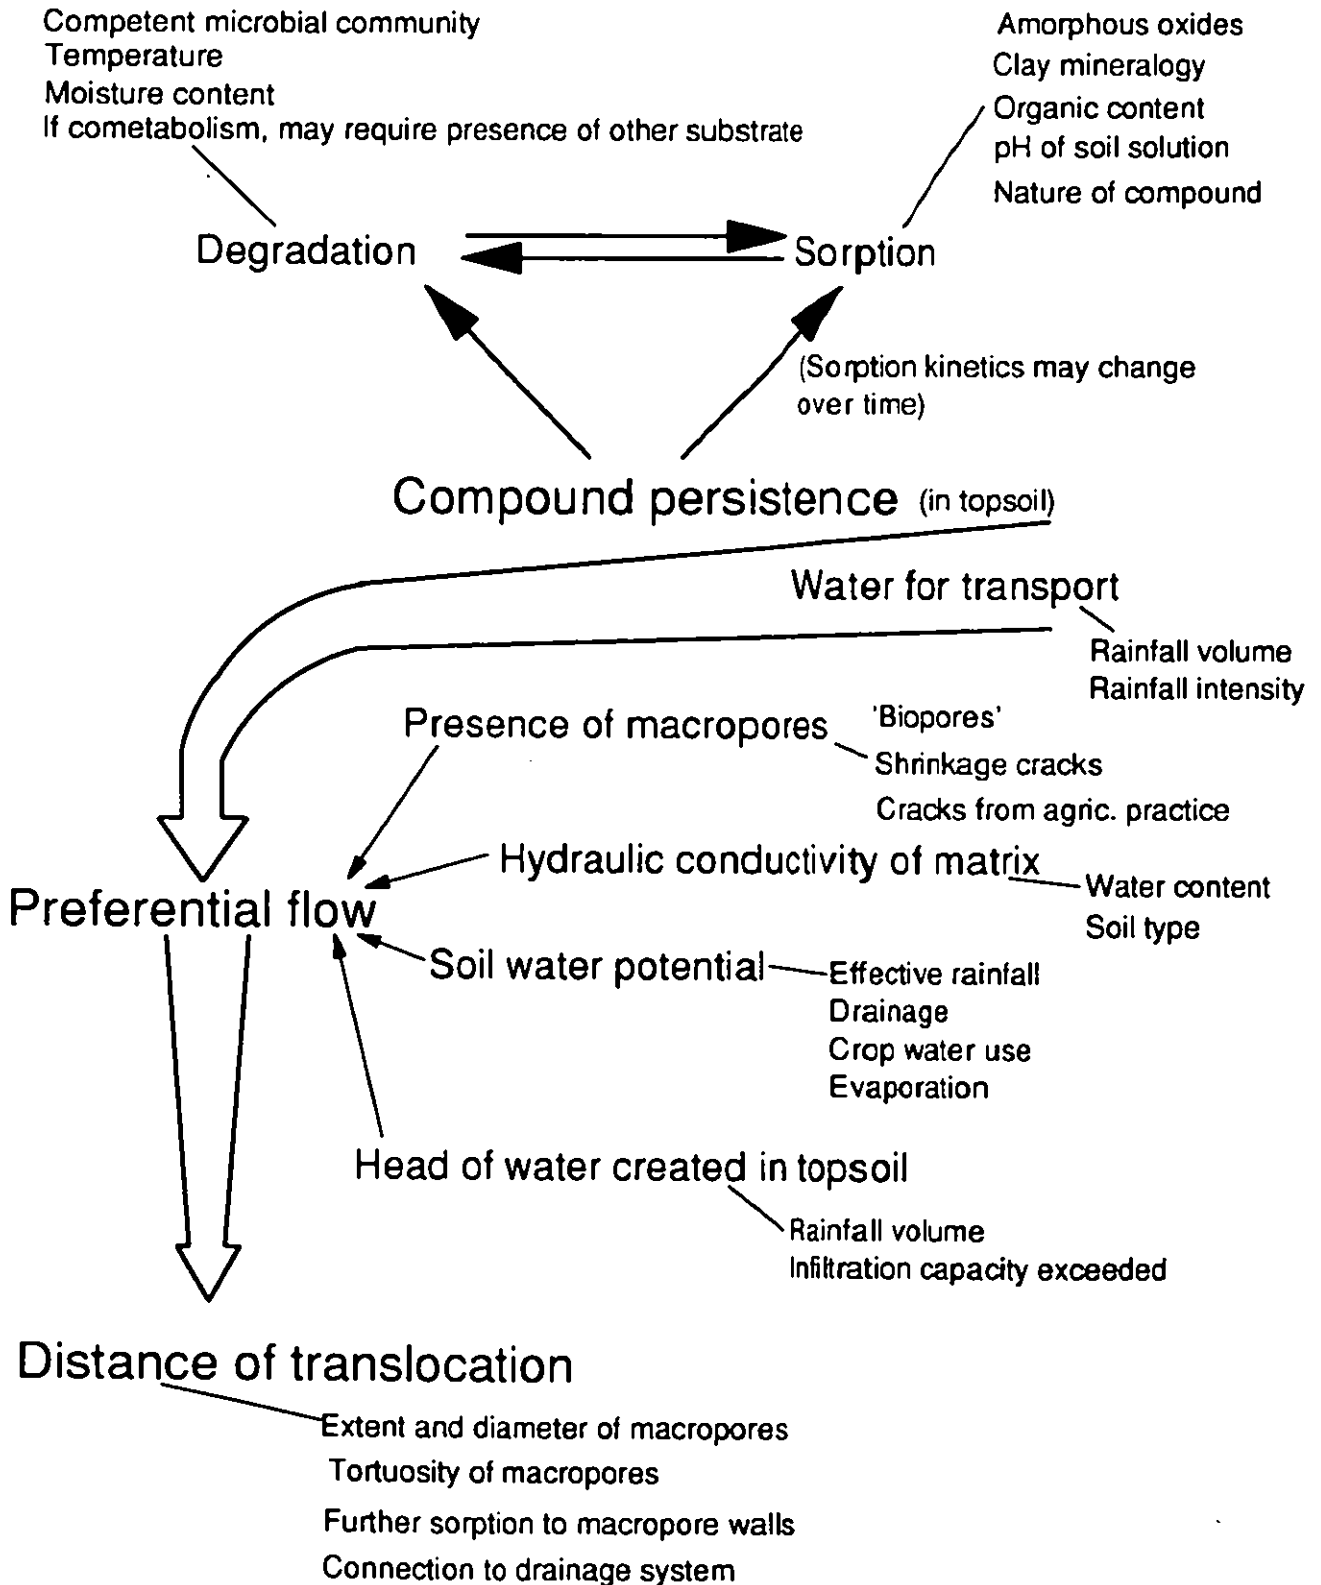 Competent microbial community
Temperature
Moisture content
If cometabolism, may require presence of other substrate
Amorphous oxides
Clay mineralogy
Organic content
pH of soil solution
Nature of compound
Degradation
Sorption
(Sorption kinetics may change
over time)
Compound persistence (in topsoil)
Water for transport
Rainfall volume
Rainfall intensity
Presence of macropores
'Biopores'
Shrinkage cracks
Cracks from agric. practice
Hydraulic conductivity of matrix
Water content
Soil type
Preferential flow
Soil water potential
Effective rainfall
Drainage
Crop water use
Evaporation
Head of water created in topsoil
Rainfall volume
Infiltration capacity exceeded
Distance of translocation
Extent and diameter of macropores
Tortuosity of macropores
Further sorption to macropore walls
Connection to drainage system